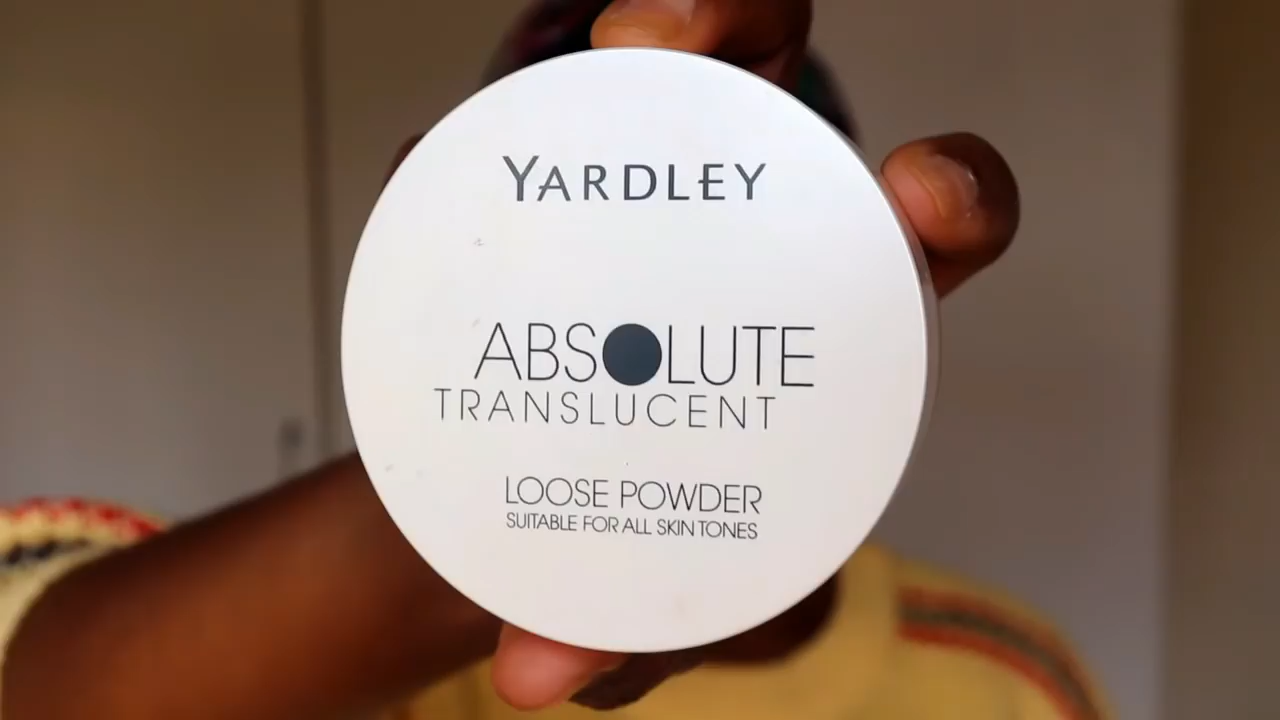 YARDLEY
ABSOLUTE
TRANSLUCENT
LOOSE POWDER
SUITABLE FOR ALL SKIN TONES